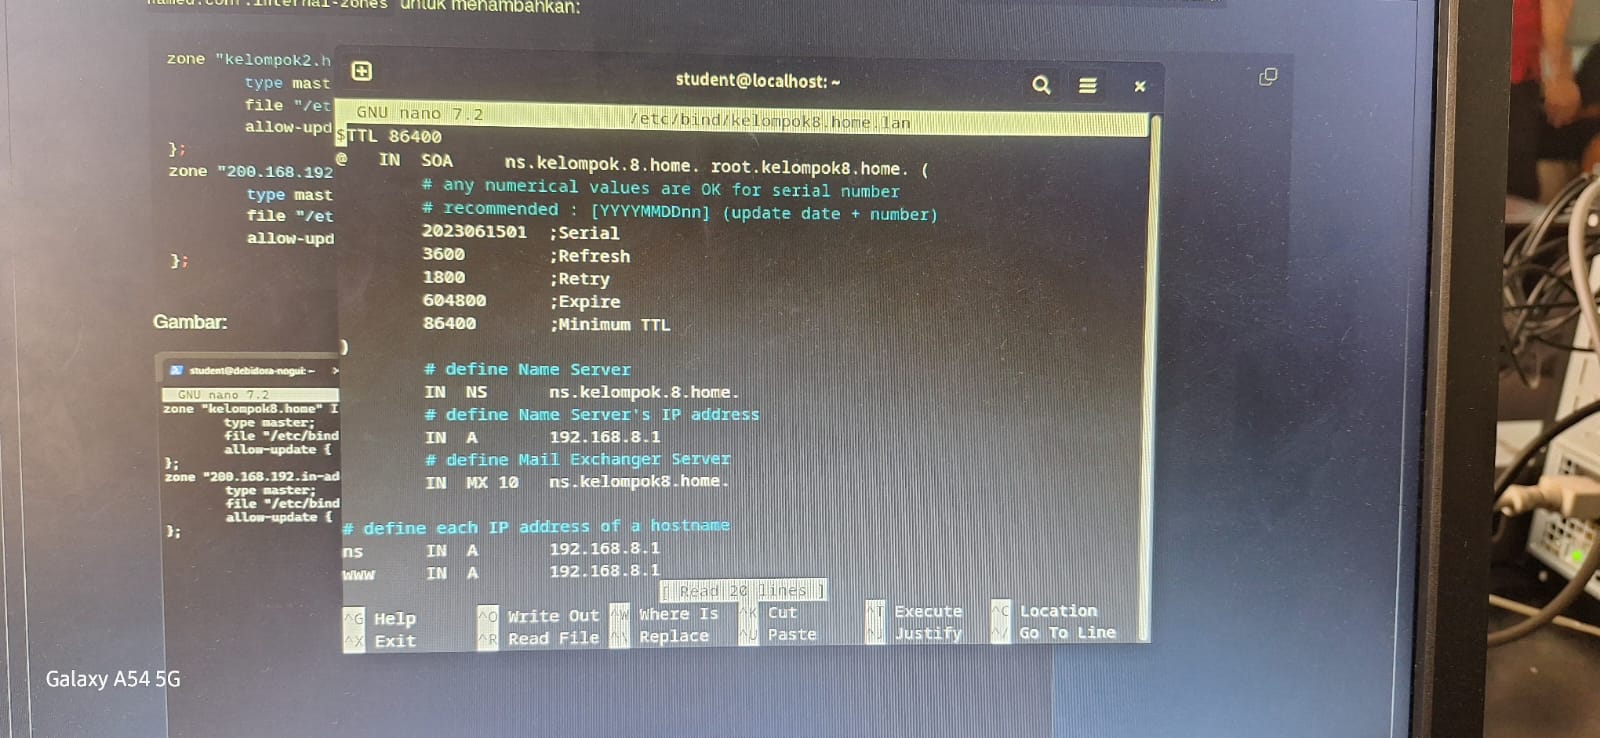 untuk menambahkan:
zone "kelompok2.h
type mast
file "/et
allow-upd
};
zone "200.168.192
type mast
file "/et
allow-upd
};
Gambar:
student@debidora-nogui: ~
GNU nano 7.2
zone "kelompok8.home" I
type master;
file "/etc/bind
allow-update {
};
zone "200.168.192.in-ad
type master;
file "/etc/bind
allow-update {
};
student@localhost: ~
GNU nano 7.2 /etc/bind/kelompok8.home.lan
$TTL 86400
@ IN SOA ns.kelompok.8.home. root.kelompok8.home. (
# any numerical values are OK for serial number
# recommended : [YYYYMMDDnn] (update date + number)
2023061501 ;Serial
3600 ;Refresh
1800 ;Retry
604800 ;Expire
86400 ;Minimum TTL
)
# define Name Server
IN NS ns.kelompok.8.home.
# define Name Server's IP address
IN A 192.168.8.1
# define Mail Exchanger Server
IN MX 10 ns.kelompok8.home.
# define each IP address of a hostname
ns IN A 192.168.8.1
www IN A 192.168.8.1
[ Read 20 lines ]
^G Help ^O Write Out ^W Where Is ^K Cut ^T Execute ^C Location
^X Exit ^R Read File ^\ Replace ^U Paste ^J Justify ^/ Go To Line
Galaxy A54 5G